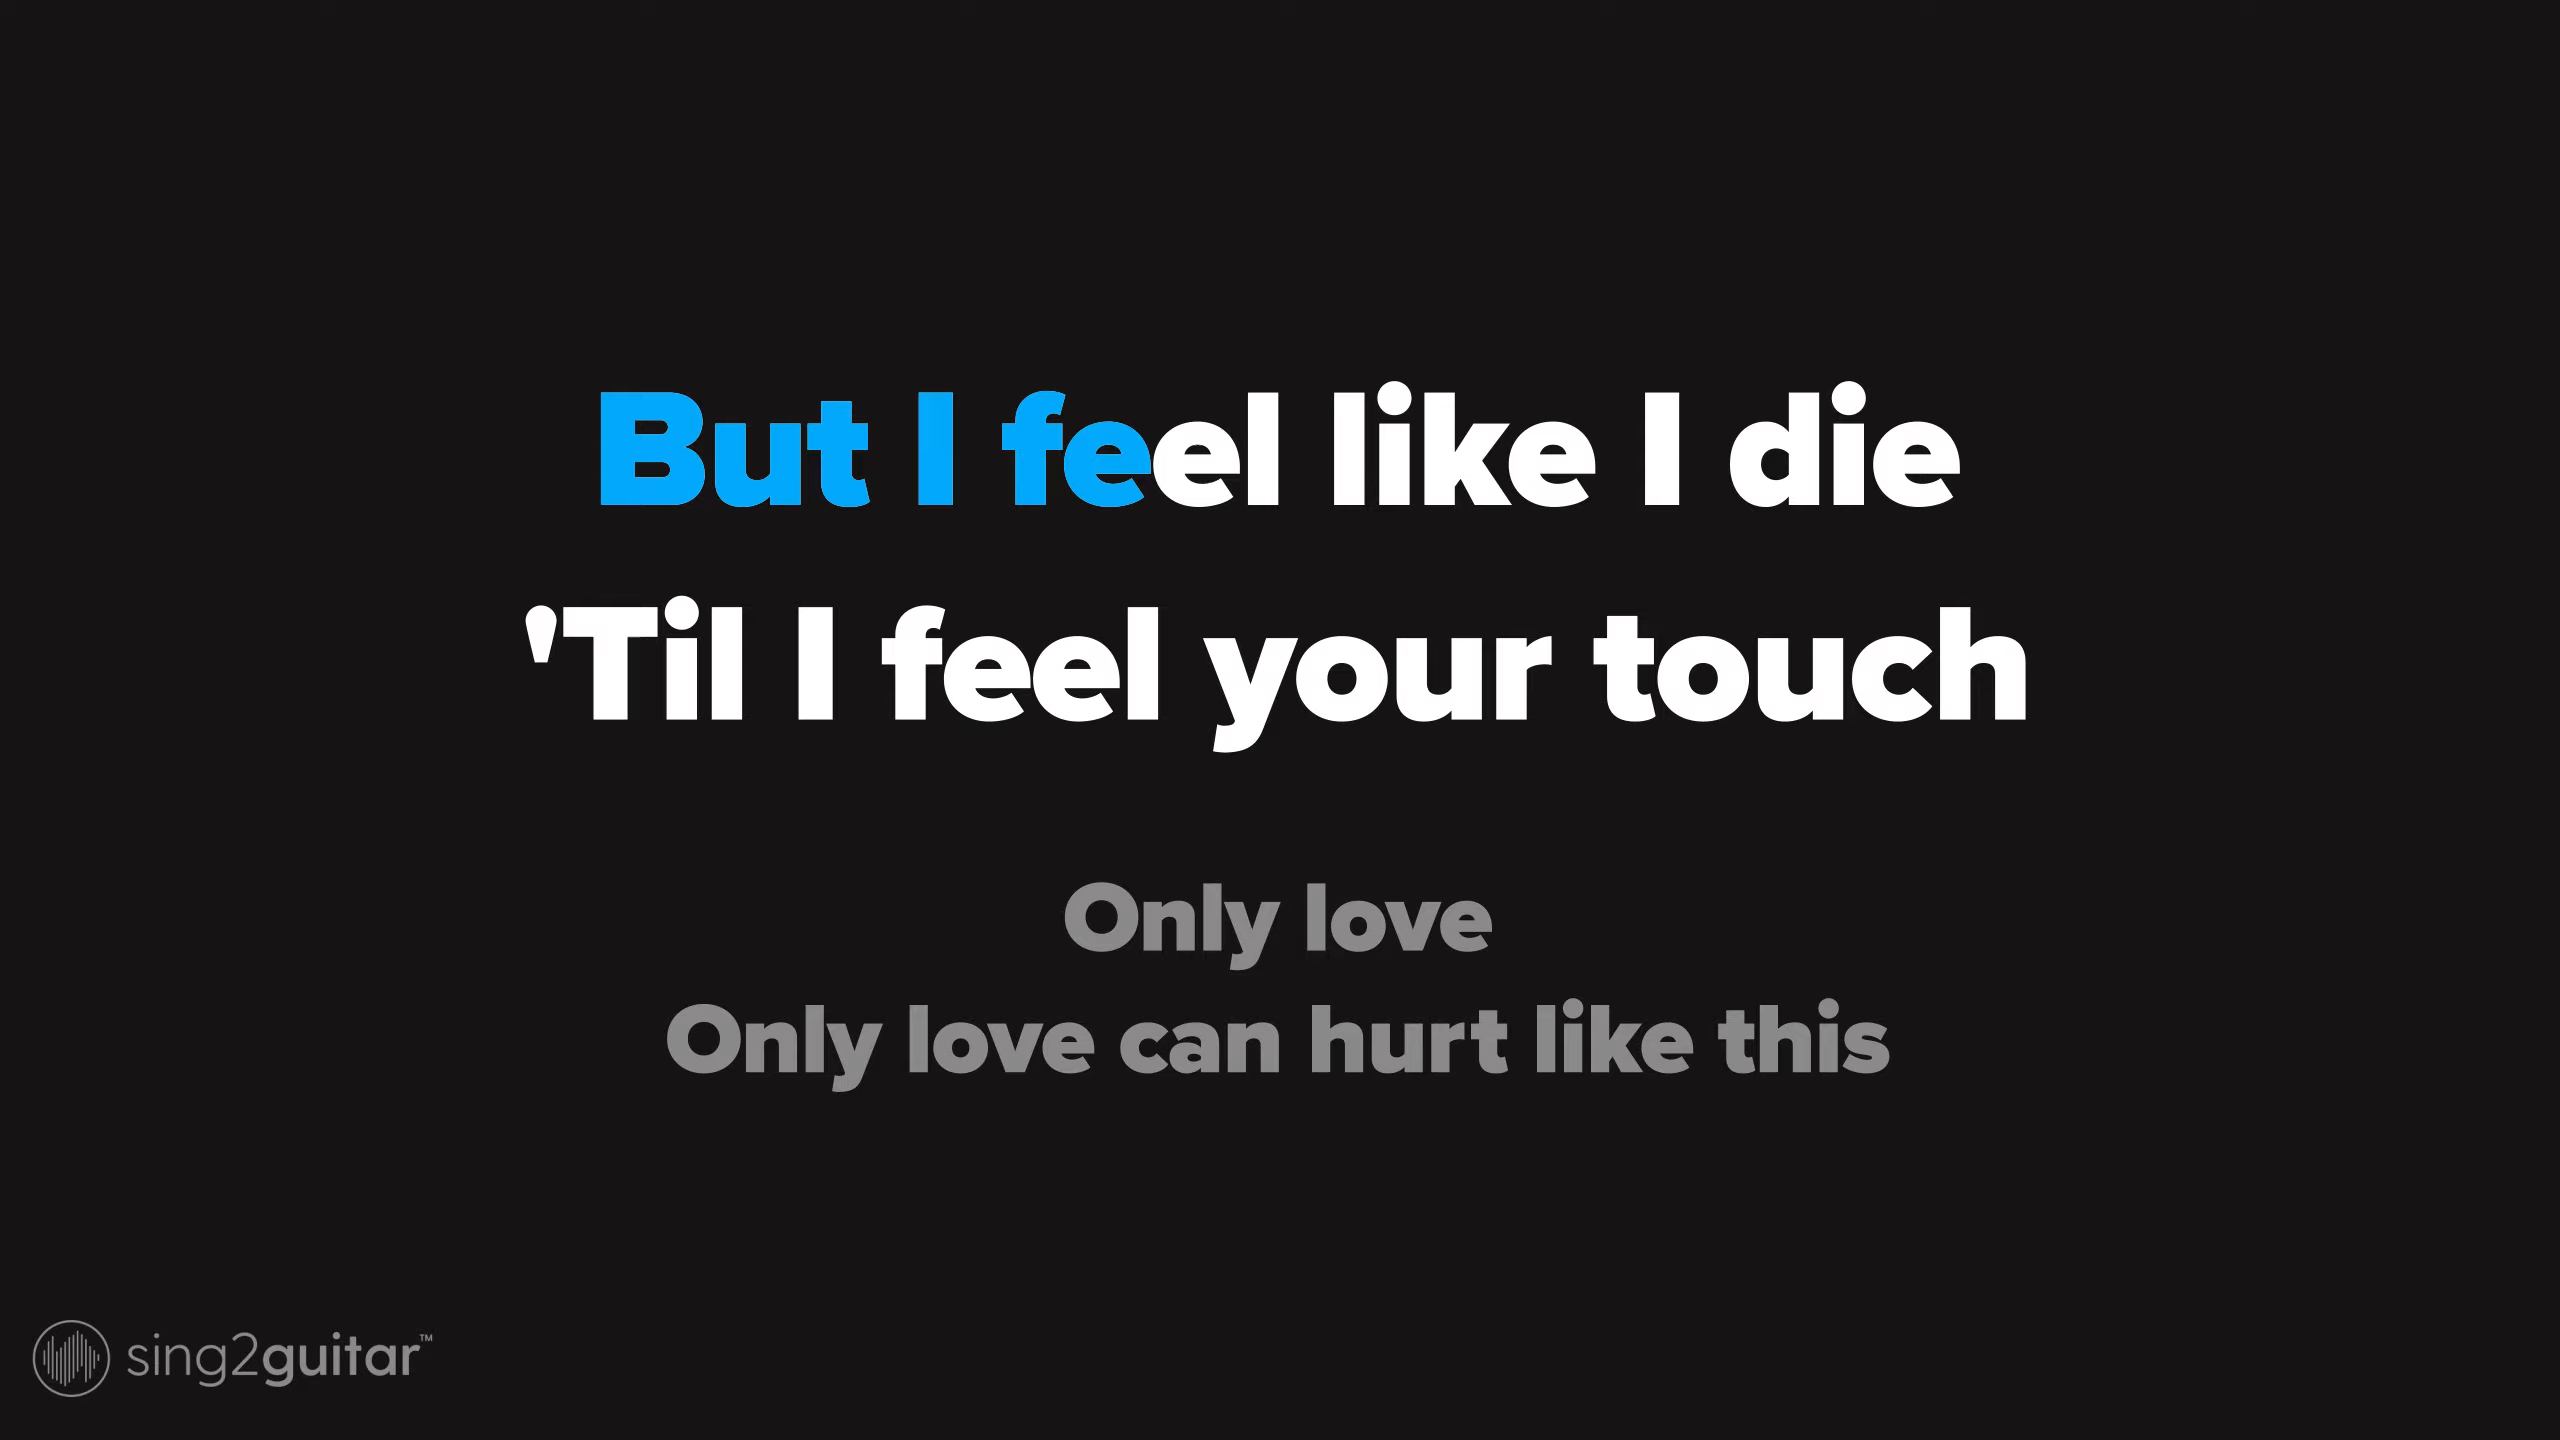 But I feel like I die
'Til I feel your touch
Only love
Only love can hurt like this
sing2guitar™